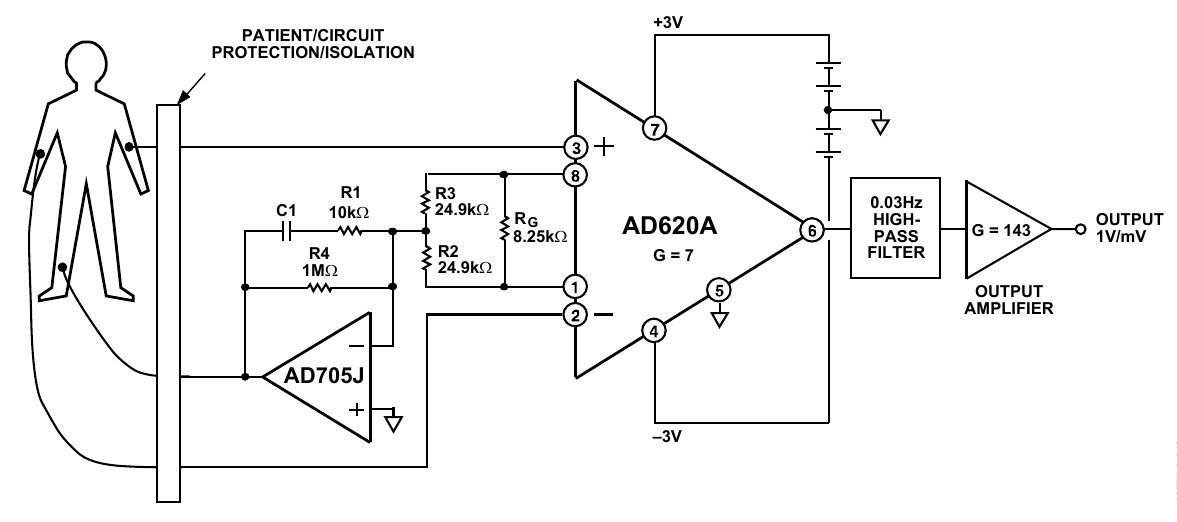 PATIENT/CIRCUIT
PROTECTION/ISOLATION
+3V
3
+
7
8
R1
10kΩ
C1
R3
24.9kΩ
RG
8.25kΩ
AD620A
G = 7
6
0.03Hz
HIGH-
PASS
FILTER
G = 143
OUTPUT
1V/mV
OUTPUT
AMPLIFIER
R4
1MΩ
R2
24.9kΩ
1
2
–
5
4
–
AD705J
+
–3V